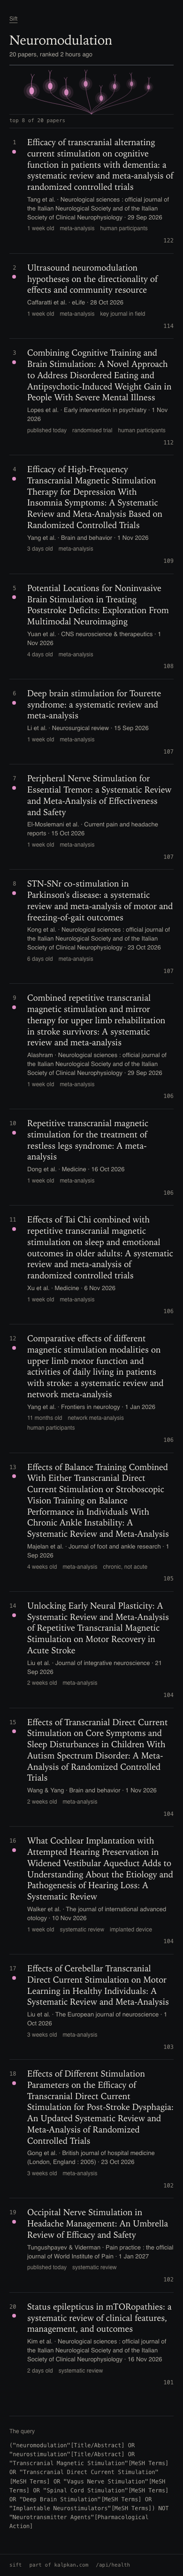 Sift
Neuromodulation
20 papers, ranked 2 hours ago
top 8 of 20 papers
1
Efficacy of transcranial alternating
current stimulation on cognitive
function in patients with dementia: a
systematic review and meta-analysis of
randomized controlled trials
Tang et al. · Neurological sciences : official journal of
the Italian Neurological Society and of the Italian
Society of Clinical Neurophysiology · 29 Sep 2026
1 week old meta-analysis human participants
122
2
Ultrasound neuromodulation
hypotheses on the directionality of
effects and community resource
Caffaratti et al. · eLife · 28 Oct 2026
1 week old meta-analysis key journal in field
114
3
Combining Cognitive Training and
Brain Stimulation: A Novel Approach
to Address Disordered Eating and
Antipsychotic-Induced Weight Gain in
People With Severe Mental Illness
Lopes et al. · Early intervention in psychiatry · 1 Nov
2026
published today randomised trial human participants
112
4
Efficacy of High-Frequency
Transcranial Magnetic Stimulation
Therapy for Depression With
Insomnia Symptoms: A Systematic
Review and Meta-Analysis Based on
Randomized Controlled Trials
Yang et al. · Brain and behavior · 1 Nov 2026
3 days old meta-analysis
109
5
Potential Locations for Noninvasive
Brain Stimulation in Treating
Poststroke Deficits: Exploration From
Multimodal Neuroimaging
Yuan et al. · CNS neuroscience & therapeutics · 1
Nov 2026
4 days old meta-analysis
108
6
Deep brain stimulation for Tourette
syndrome: a systematic review and
meta-analysis
Li et al. · Neurosurgical review · 15 Sep 2026
1 week old meta-analysis
107
7
Peripheral Nerve Stimulation for
Essential Tremor: a Systematic Review
and Meta-Analysis of Effectiveness
and Safety
El-Moslemani et al. · Current pain and headache
reports · 15 Oct 2026
1 week old meta-analysis
107
8
STN-SNr co-stimulation in
Parkinson's disease: a systematic
review and meta-analysis of motor and
freezing-of-gait outcomes
Kong et al. · Neurological sciences : official journal of
the Italian Neurological Society and of the Italian
Society of Clinical Neurophysiology · 23 Oct 2026
6 days old meta-analysis
107
9
Combined repetitive transcranial
magnetic stimulation and mirror
therapy for upper limb rehabilitation
in stroke survivors: A systematic
review and meta-analysis
Alashram · Neurological sciences : official journal of
the Italian Neurological Society and of the Italian
Society of Clinical Neurophysiology · 29 Sep 2026
1 week old meta-analysis
106
10
Repetitive transcranial magnetic
stimulation for the treatment of
restless legs syndrome: A meta-
analysis
Dong et al. · Medicine · 16 Oct 2026
1 week old meta-analysis
106
11
Effects of Tai Chi combined with
repetitive transcranial magnetic
stimulation on sleep and emotional
outcomes in older adults: A systematic
review and meta-analysis of
randomized controlled trials
Xu et al. · Medicine · 6 Nov 2026
1 week old meta-analysis
106
12
Comparative effects of different
magnetic stimulation modalities on
upper limb motor function and
activities of daily living in patients
with stroke: a systematic review and
network meta-analysis
Yang et al. · Frontiers in neurology · 1 Jan 2026
11 months old network meta-analysis
human participants
106
13
Effects of Balance Training Combined
With Either Transcranial Direct
Current Stimulation or Stroboscopic
Vision Training on Balance
Performance in Individuals With
Chronic Ankle Instability: A
Systematic Review and Meta-Analysis
Majelan et al. · Journal of foot and ankle research · 1
Sep 2026
4 weeks old meta-analysis chronic, not acute
105
14
Unlocking Early Neural Plasticity: A
Systematic Review and Meta-Analysis
of Repetitive Transcranial Magnetic
Stimulation on Motor Recovery in
Acute Stroke
Liu et al. · Journal of integrative neuroscience · 21
Sep 2026
2 weeks old meta-analysis
104
15
Effects of Transcranial Direct Current
Stimulation on Core Symptoms and
Sleep Disturbances in Children With
Autism Spectrum Disorder: A Meta-
Analysis of Randomized Controlled
Trials
Wang & Yang · Brain and behavior · 1 Nov 2026
2 weeks old meta-analysis
104
16
What Cochlear Implantation with
Attempted Hearing Preservation in
Widened Vestibular Aqueduct Adds to
Understanding About the Etiology and
Pathogenesis of Hearing Loss: A
Systematic Review
Walker et al. · The journal of international advanced
otology · 10 Nov 2026
1 week old systematic review implanted device
104
17
Effects of Cerebellar Transcranial
Direct Current Stimulation on Motor
Learning in Healthy Individuals: A
Systematic Review and Meta-Analysis
Liu et al. · The European journal of neuroscience · 1
Oct 2026
3 weeks old meta-analysis
103
18
Effects of Different Stimulation
Parameters on the Efficacy of
Transcranial Direct Current
Stimulation for Post-Stroke Dysphagia:
An Updated Systematic Review and
Meta-Analysis of Randomized
Controlled Trials
Gong et al. · British journal of hospital medicine
(London, England : 2005) · 23 Oct 2026
3 weeks old meta-analysis
102
19
Occipital Nerve Stimulation in
Headache Management: An Umbrella
Review of Efficacy and Safety
Tungushpayev & Viderman · Pain practice : the official
journal of World Institute of Pain · 1 Jan 2027
published today systematic review
102
20
Status epilepticus in mTORopathies: a
systematic review of clinical features,
management, and outcomes
Kim et al. · Neurological sciences : official journal of
the Italian Neurological Society and of the Italian
Society of Clinical Neurophysiology · 16 Nov 2026
2 days old systematic review
101
The query
("neuromodulation"[Title/Abstract] OR
"neurostimulation"[Title/Abstract] OR
"Transcranial Magnetic Stimulation"[MeSH Terms]
OR "Transcranial Direct Current Stimulation"
[MeSH Terms] OR "Vagus Nerve Stimulation"[MeSH
Terms] OR "Spinal Cord Stimulation"[MeSH Terms]
OR "Deep Brain Stimulation"[MeSH Terms] OR
"Implantable Neurostimulators"[MeSH Terms]) NOT
"Neurotransmitter Agents"[Pharmacological
Action]
sift part of kalpkan.com /api/health